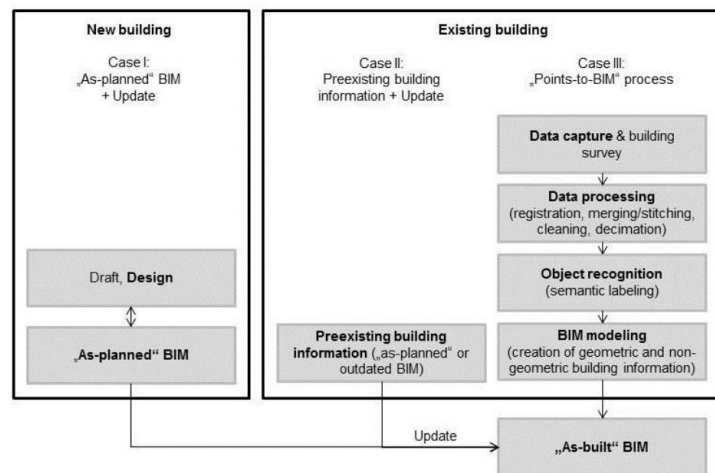 New building
Case I:
„As-planned“ BIM
+ Update
Draft, Design
„As-planned“ BIM
Existing building
Case II:
Preexisting building
information + Update
Case III:
„Points-to-BIM“ process
Data capture & building
survey
Data processing
(registration, merging/stitching,
cleaning, decimation)
Object recognition
(semantic labeling)
Preexisting building
information („as-planned“ or
outdated BIM)
BIM modeling
(creation of geometric and non-
geometric building information)
Update
„As-built“ BIM